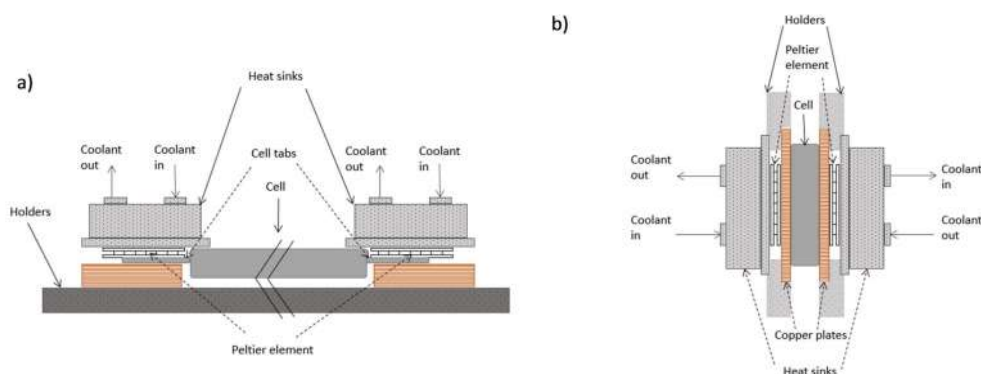 a)
Heat sinks
Coolant
out
Coolant
in
Cell tabs
Coolant
out
Coolant
in
Cell
Holders
Peltier element
b)
Holders
Peltier
element
Cell
Coolant
out
Coolant
in
Coolant
in
Coolant
out
Copper plates
Heat sinks